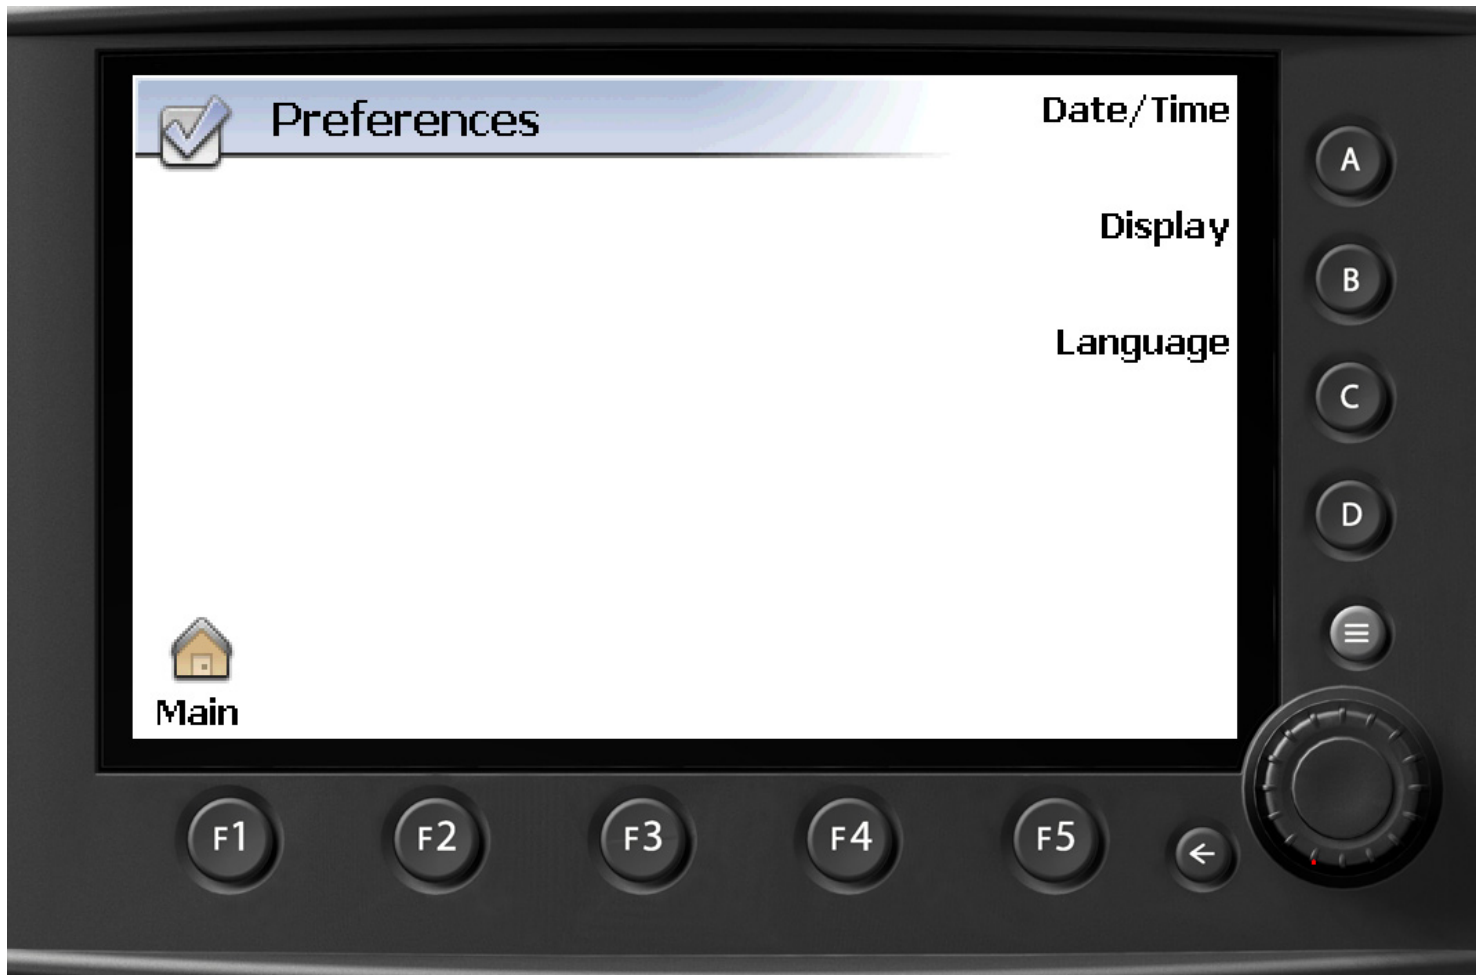 Preferences
Date/Time
A
Display
B
Language
C
D
Main
F1
F2
F3
F4
F5